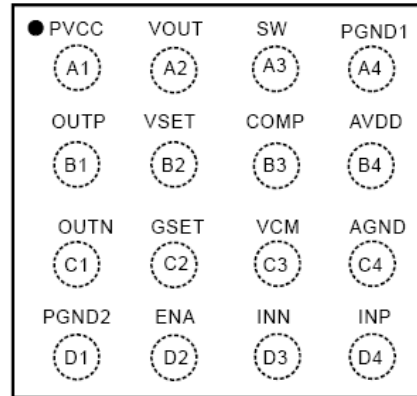 PVCC VOUT SW PGND1
A1 A2 A3 A4
OUTP VSET COMP AVDD
B1 B2 B3 B4
OUTN GSET VCM AGND
C1 C2 C3 C4
PGND2 ENA INN INP
D1 D2 D3 D4